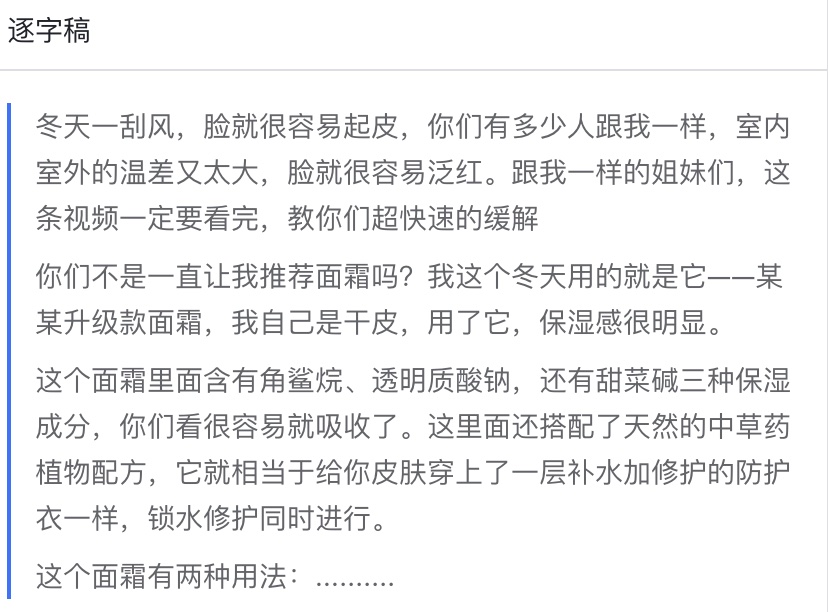 逐字稿
冬天一刮风，脸就很容易起皮，你们有多少人跟我一样，室内
室外的温差又太大，脸就很容易泛红。跟我一样的姐妹们，这
条视频一定要看完，教你们超快速的缓解
你们不是一直让我推荐面霜吗？我这个冬天用的就是它——某
某升级款面霜，我自己是干皮，用了它，保湿感很明显。
这个面霜里面含有角鲨烷、透明质酸钠，还有甜菜碱三种保湿
成分，你们看很容易就吸收了。这里面还搭配了天然的中草药
植物配方，它就相当于给你皮肤穿上了一层补水加修护的防护
衣一样，锁水修护同时进行。
这个面霜有两种用法：..........